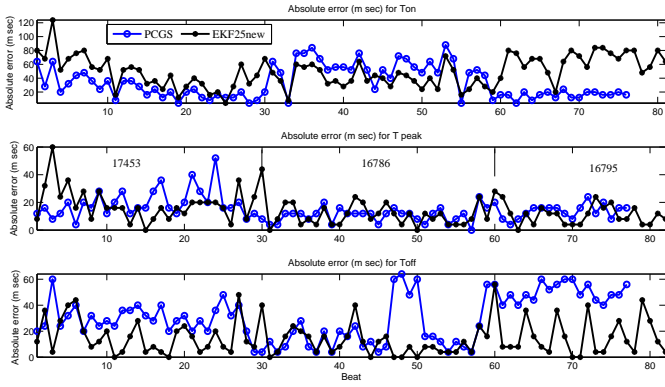 Absolute error (m sec) for Ton
PCGS EKF25new
Absolute error (m sec)
120
100
80
60
40
20
10 20 30 40 50 60 70 80
Absolute error (m sec) for T peak
Absolute error (m sec)
60
40
20
0
17453 16786 16795
10 20 30 40 50 60 70 80
Absolute error (m sec) for Toff
Absolute error (m sec)
60
40
20
0
10 20 30 40 50 60 70 80
Beat